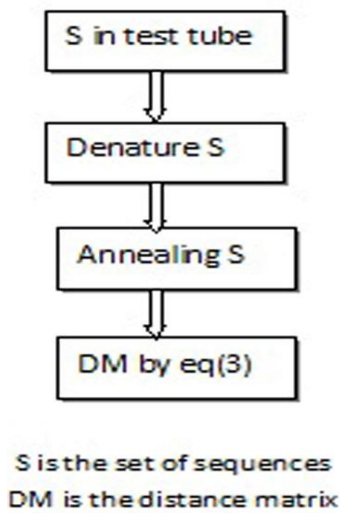 S in test tube
Denature S
Annealing S
DM by eq(3)
S is the set of sequences
DM is the distance matrix